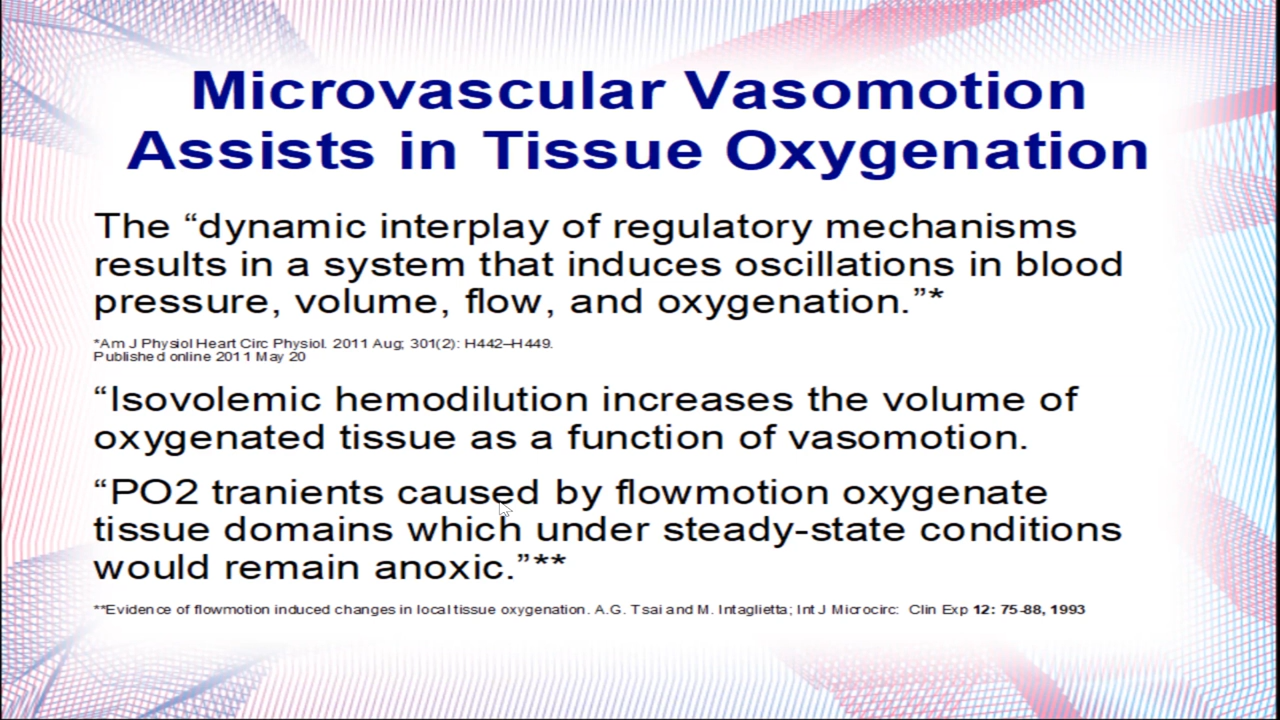 Microvascular Vasomotion
Assists in Tissue Oxygenation
The “dynamic interplay of regulatory mechanisms
results in a system that induces oscillations in blood
pressure, volume, flow, and oxygenation.”*
*Am J Physiol Heart Circ Physiol. 2011 Aug; 301(2): H442–H449.
Published online 2011 May 20
“Isovolemic hemodilution increases the volume of
oxygenated tissue as a function of vasomotion.
“PO2 tranients caused by flowmotion oxygenate
tissue domains which under steady-state conditions
would remain anoxic.”**
**Evidence of flowmotion induced changes in local tissue oxygenation. A.G. Tsai and M. Intaglietta; Int J Microcirc: Clin Exp 12: 75-88, 1993